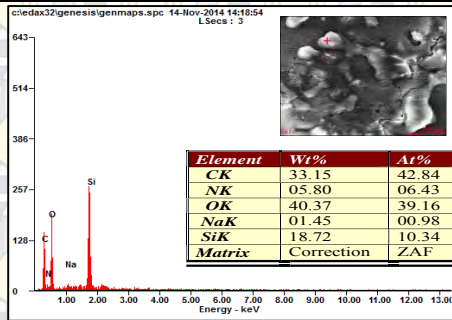 c:\edax32\genesis\genmaps.spc 14-Nov-2014 14:18:54
LSecs : 3
643
514
386
257
128
0
C
N
O
Na
Si
Element Wt% At%
CK 33.15 42.84
NK 05.80 06.43
OK 40.37 39.16
NaK 01.45 00.98
SiK 18.72 10.34
Matrix Correction ZAF
1.00 2.00 3.00 4.00 5.00 6.00 7.00 8.00 9.00 10.00 11.00 12.00 13.00
Energy - keV